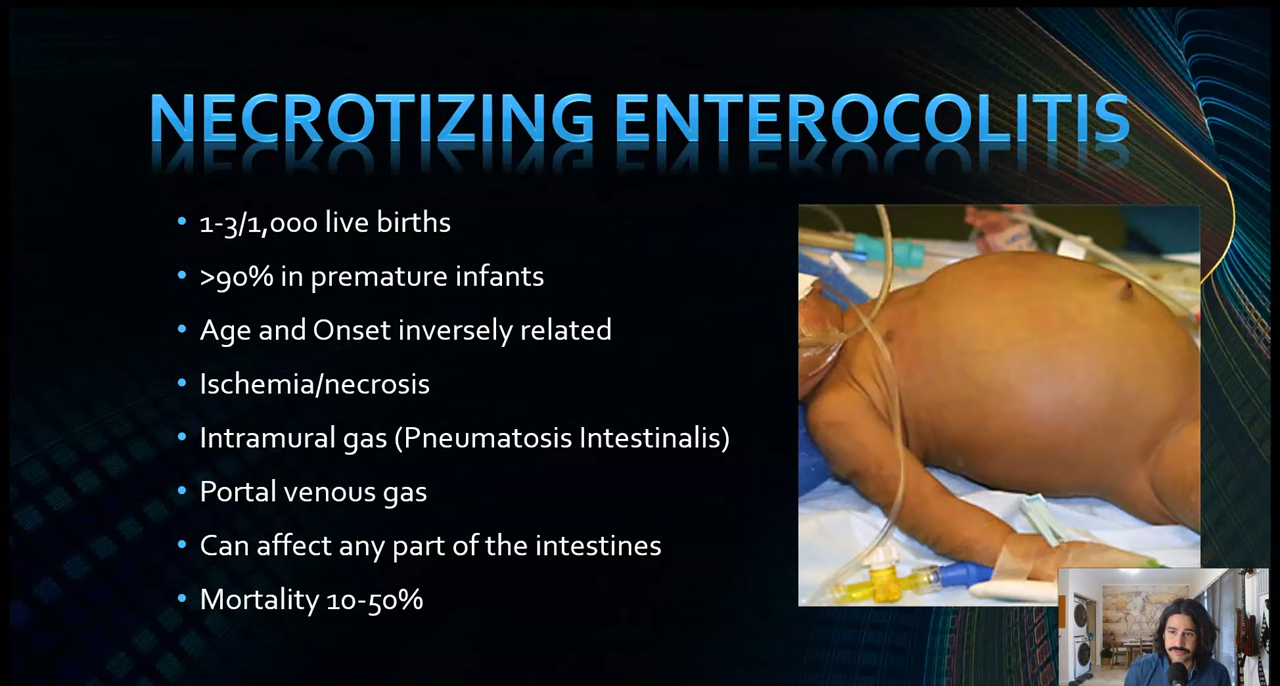 NECROTIZING ENTEROCOLITIS
• 1-3/1,000 live births
• >90% in premature infants
• Age and Onset inversely related
• Ischemia/necrosis
• Intramural gas (Pneumatosis Intestinalis)
• Portal venous gas
• Can affect any part of the intestines
• Mortality 10-50%